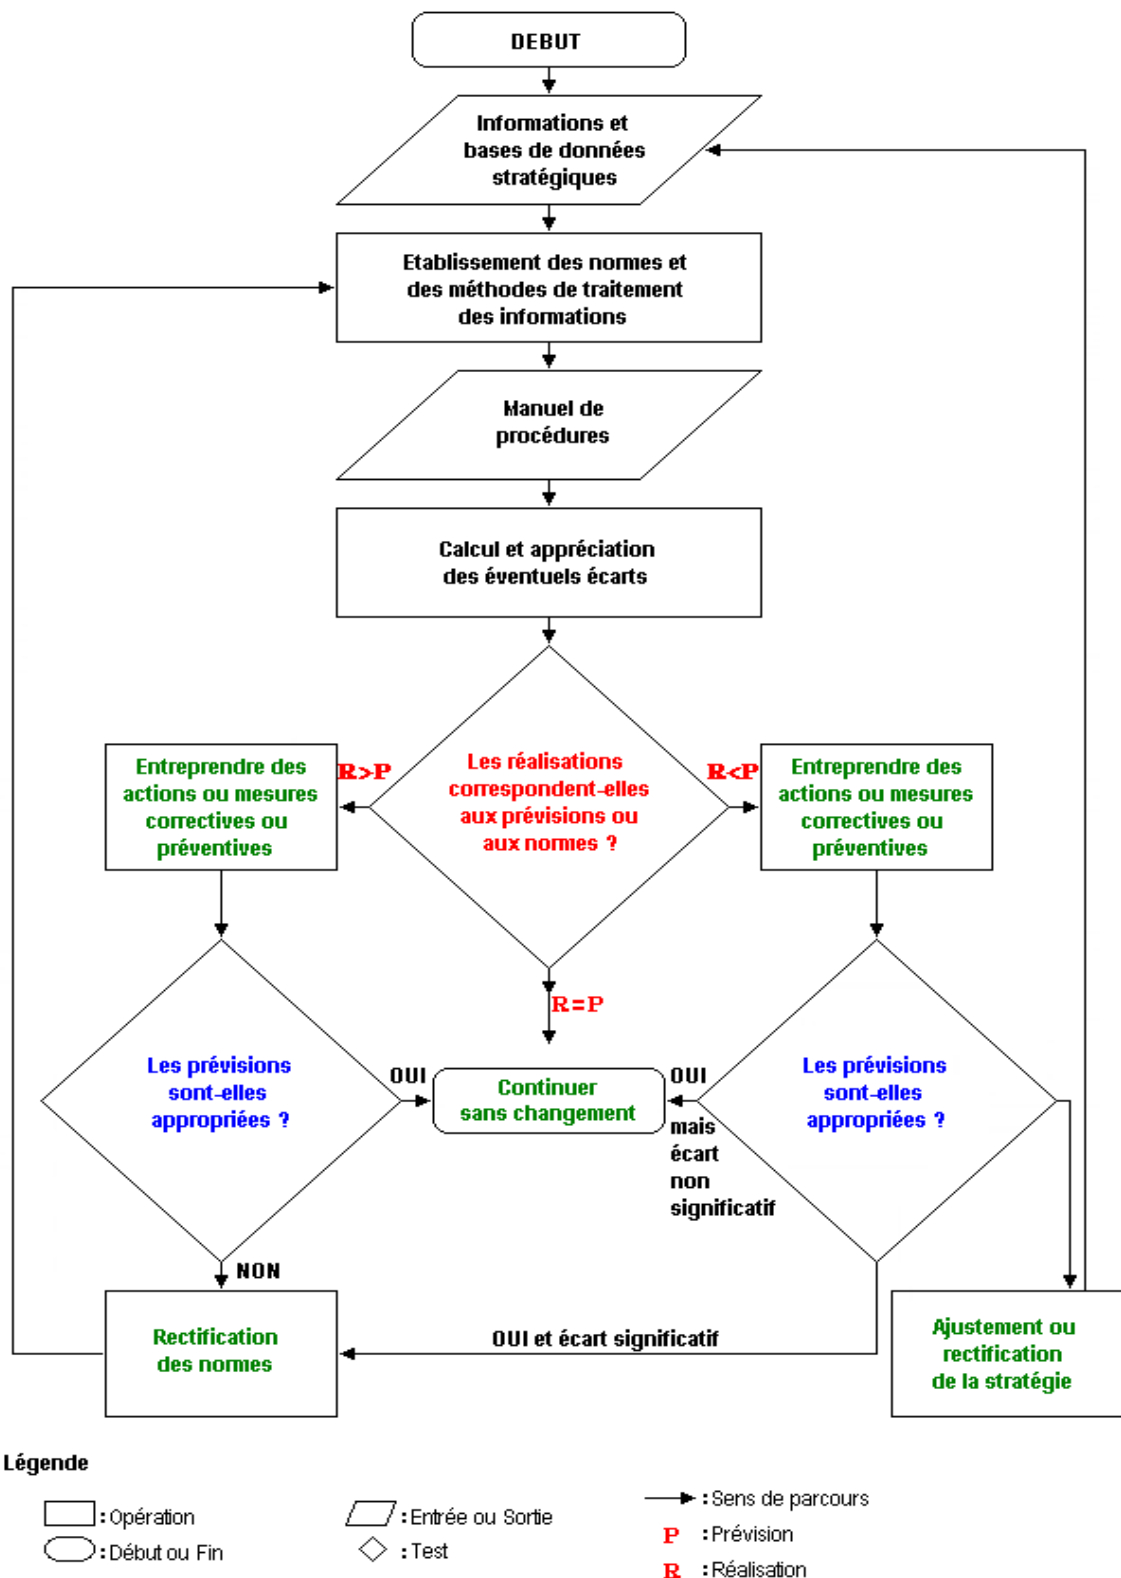 DEBUT
Informations et
bases de données
stratégiques
Etablissement des normes et
des méthodes de traitement
des informations
Manuel de
procédures
Calcul et appréciation
des éventuels écarts
Entreprendre des
actions ou mesures
correctives ou
préventives
R>P
Les réalisations
correspondent-elles
aux prévisions ou
aux normes ?
R<P
Entreprendre des
actions ou mesures
correctives ou
préventives
R=P
Les prévisions
sont-elles
appropriées ?
OUI
Continuer
sans changement
OUI
mais
écart
non
significatif
Les prévisions
sont-elles
appropriées ?
NON
Rectification
des normes
OUI et écart significatif
Ajustement ou
rectification
de la stratégie
Légende
: Opération
: Début ou Fin
: Entrée ou Sortie
: Test
: Sens de parcours
P : Prévision
R : Réalisation